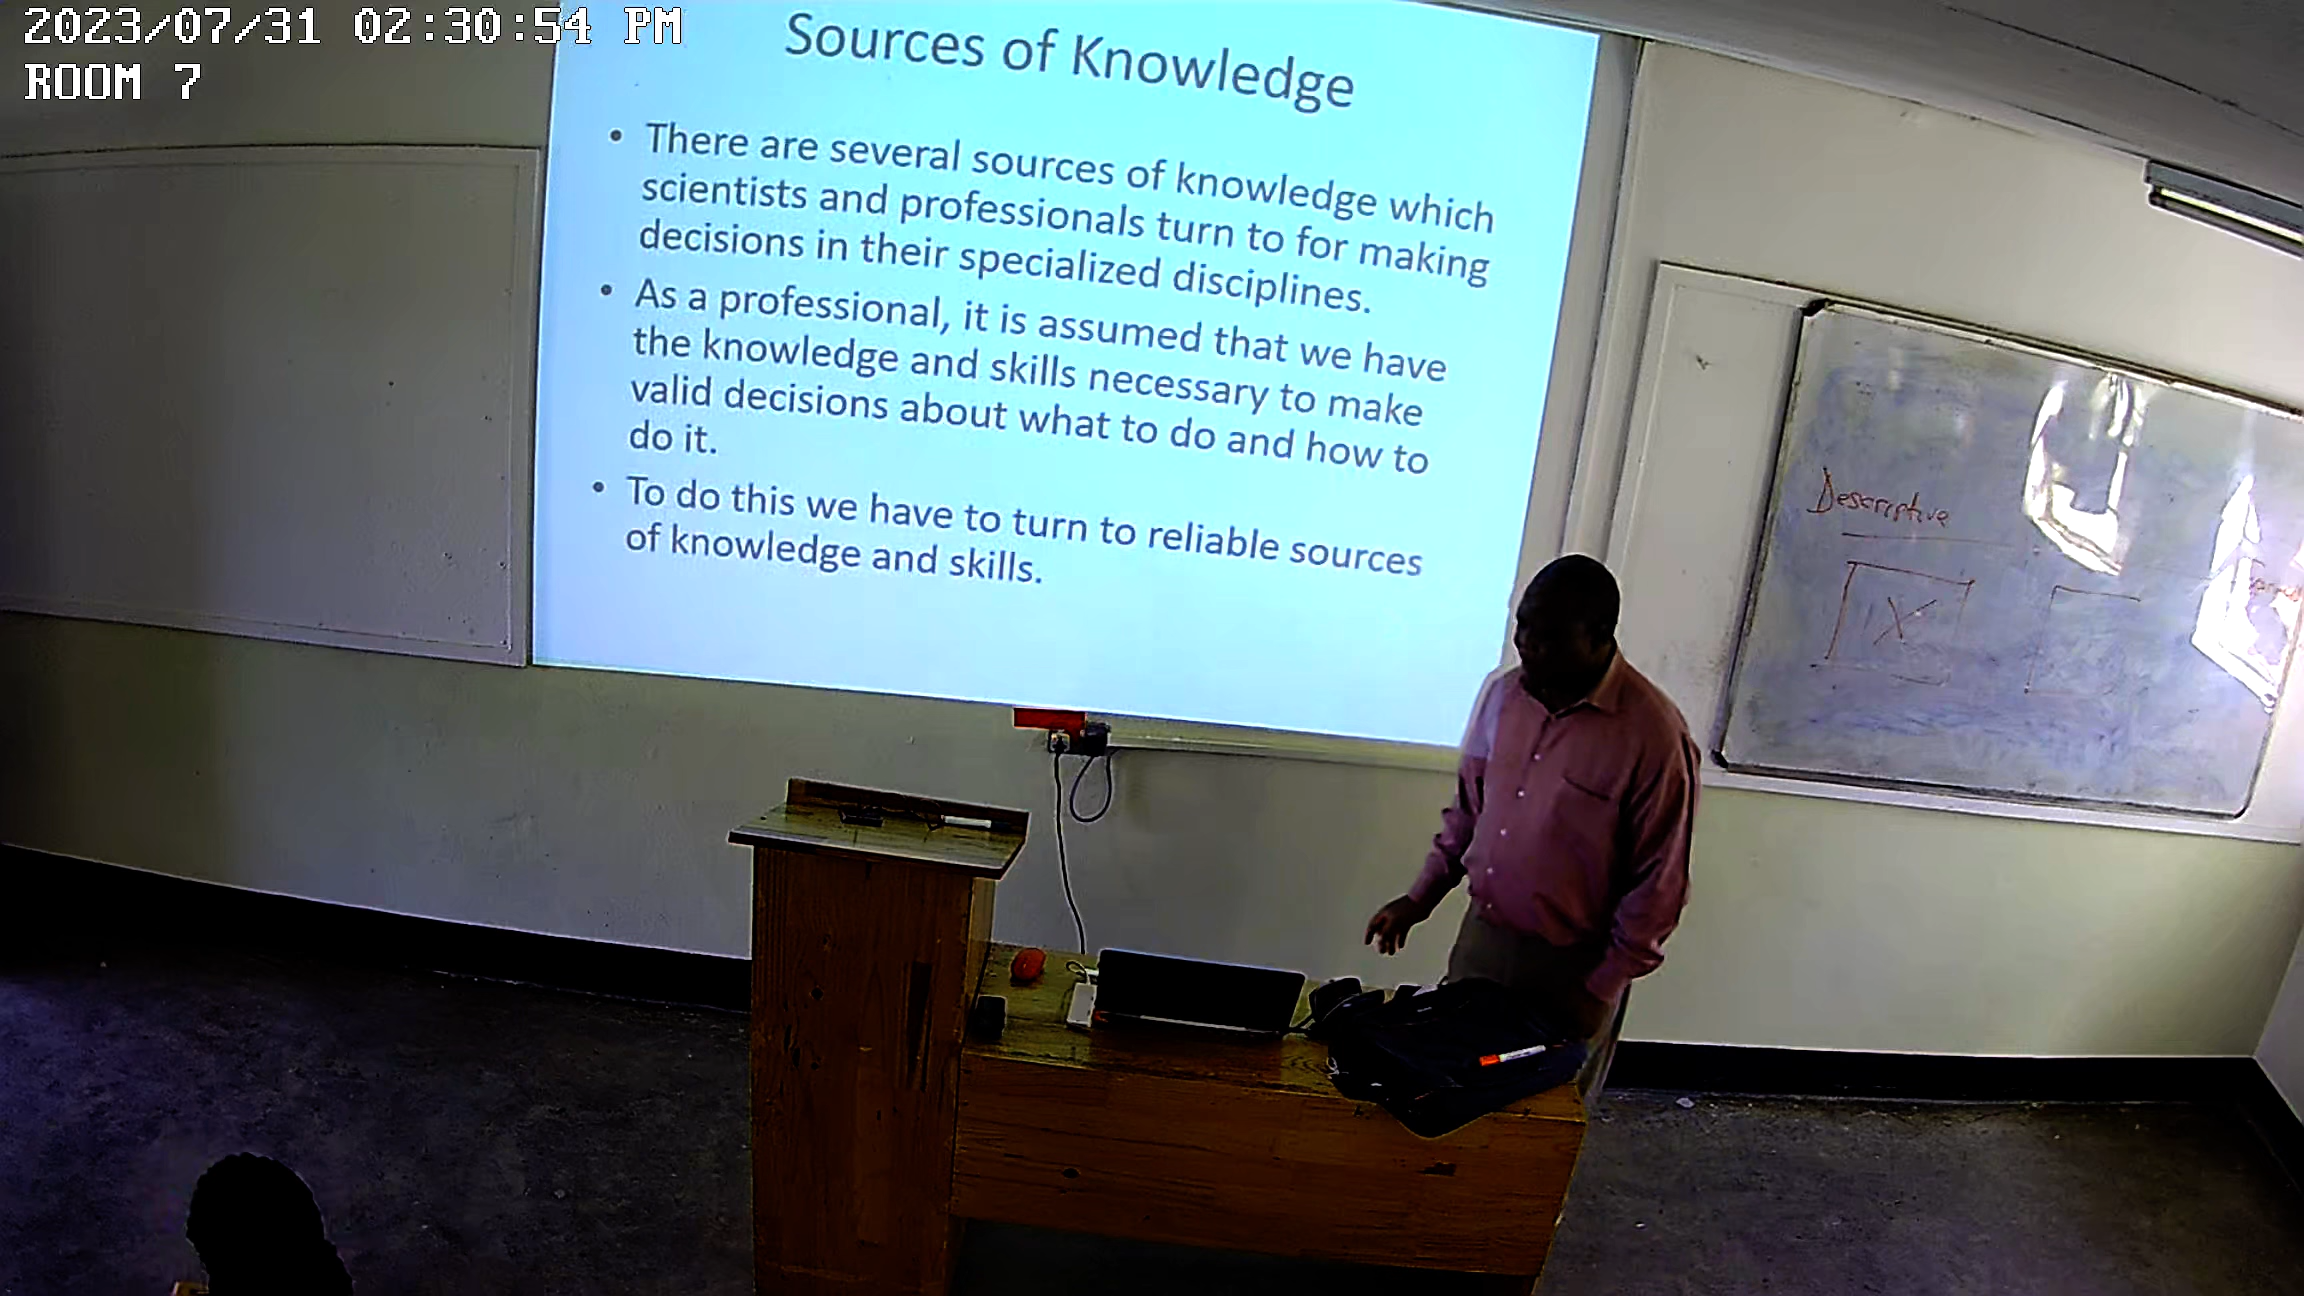 2023/07/31 02:30:54 PM
ROOM 7
Sources of Knowledge
• There are several sources of knowledge which
scientists and professionals turn to for making
decisions in their specialized disciplines.
• As a professional, it is assumed that we have
the knowledge and skills necessary to make
valid decisions about what to do and how to
do it.
• To do this we have to turn to reliable sources
of knowledge and skills.
Descriptive
X